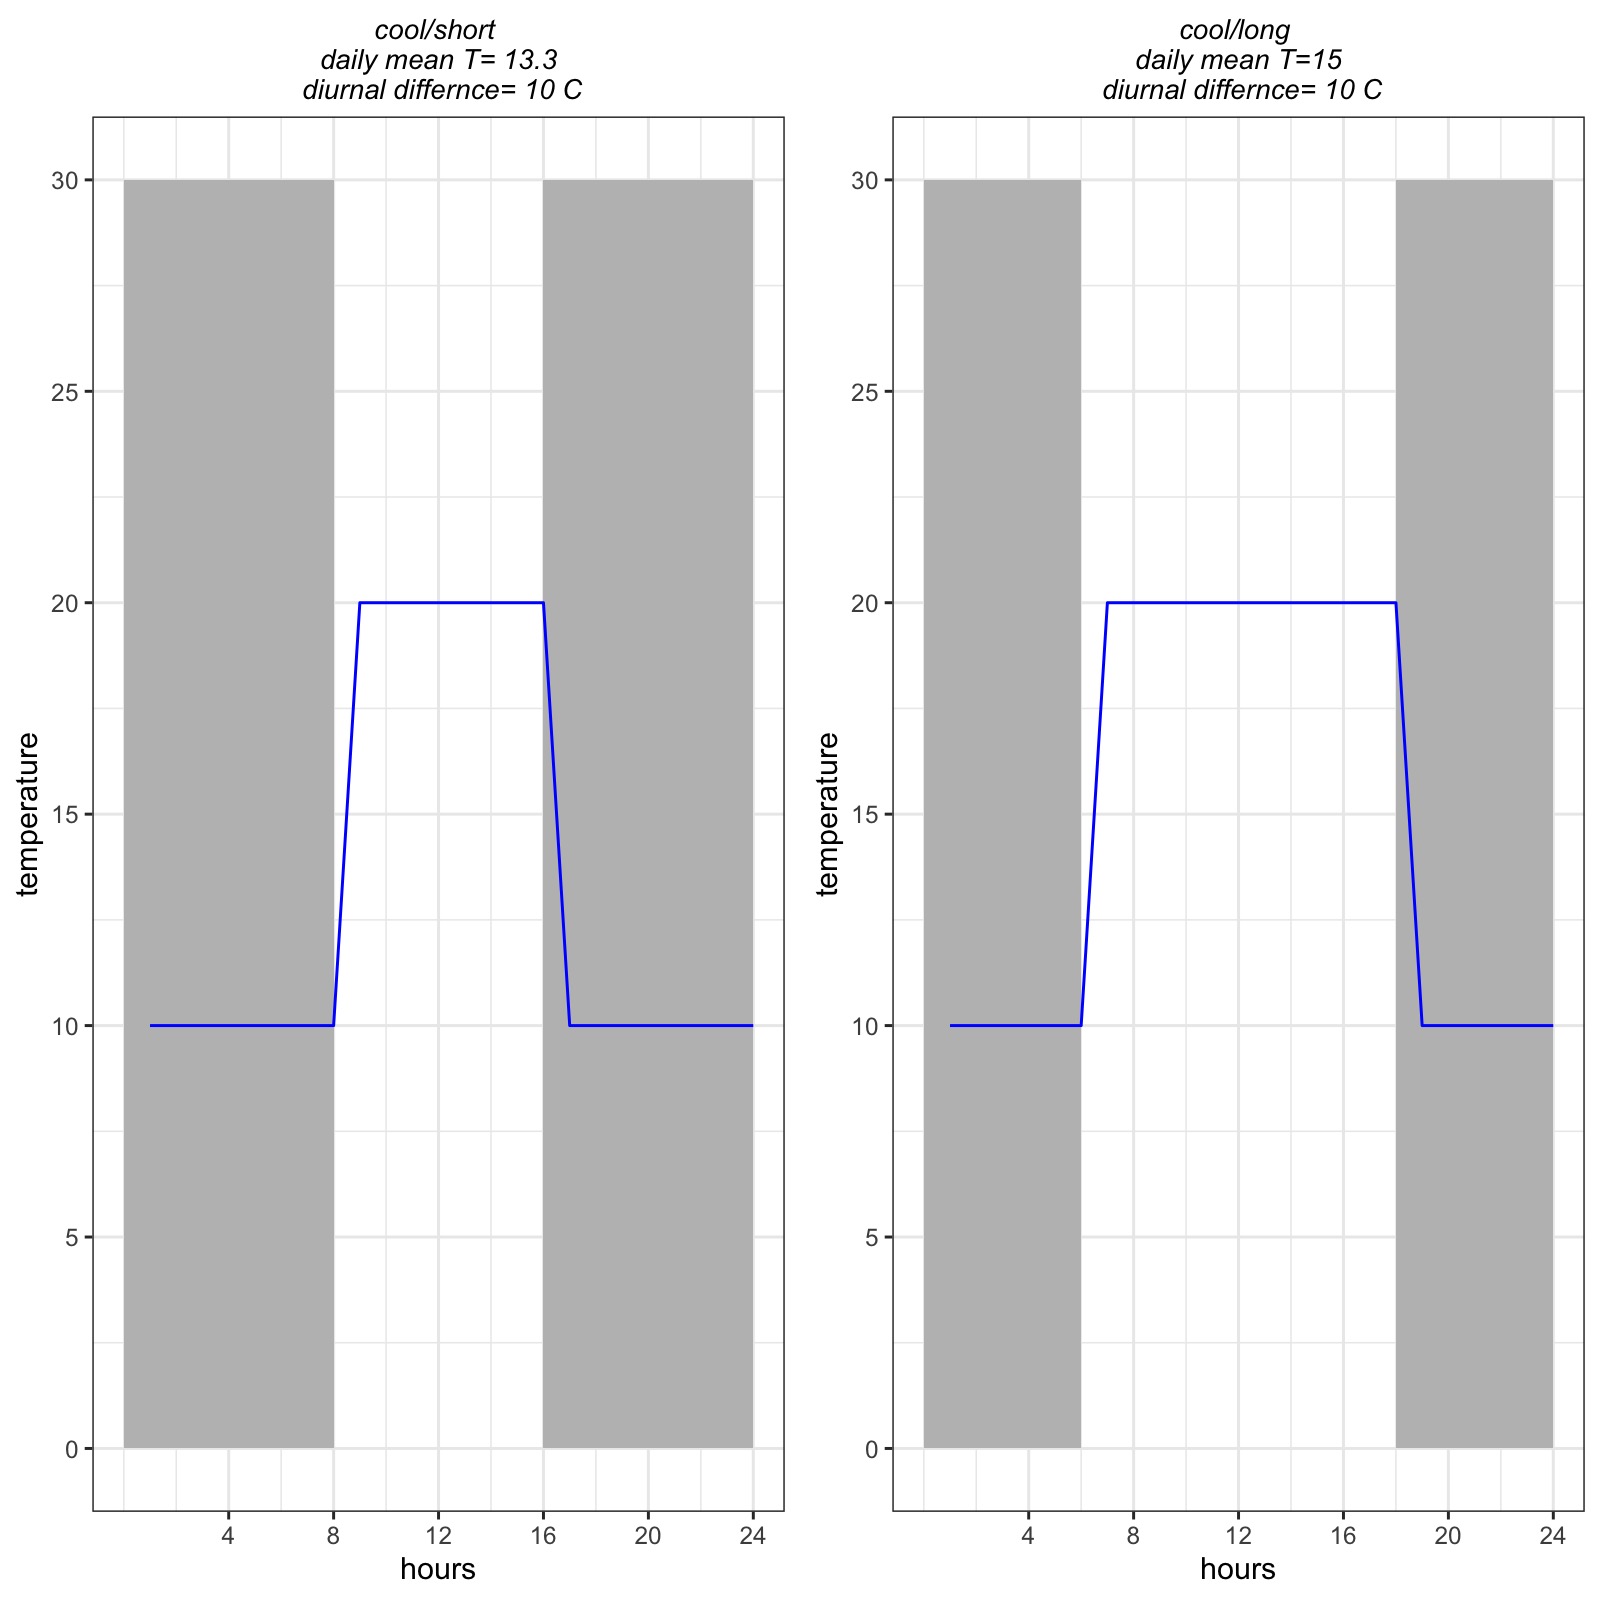 cool/short
daily mean T= 13.3
diurnal differnce= 10 C
30
25
20
15
10
5
0
temperature
4 8 12 16 20 24
hours
cool/long
daily mean T=15
diurnal differnce= 10 C
30
25
20
15
10
5
0
temperature
4 8 12 16 20 24
hours